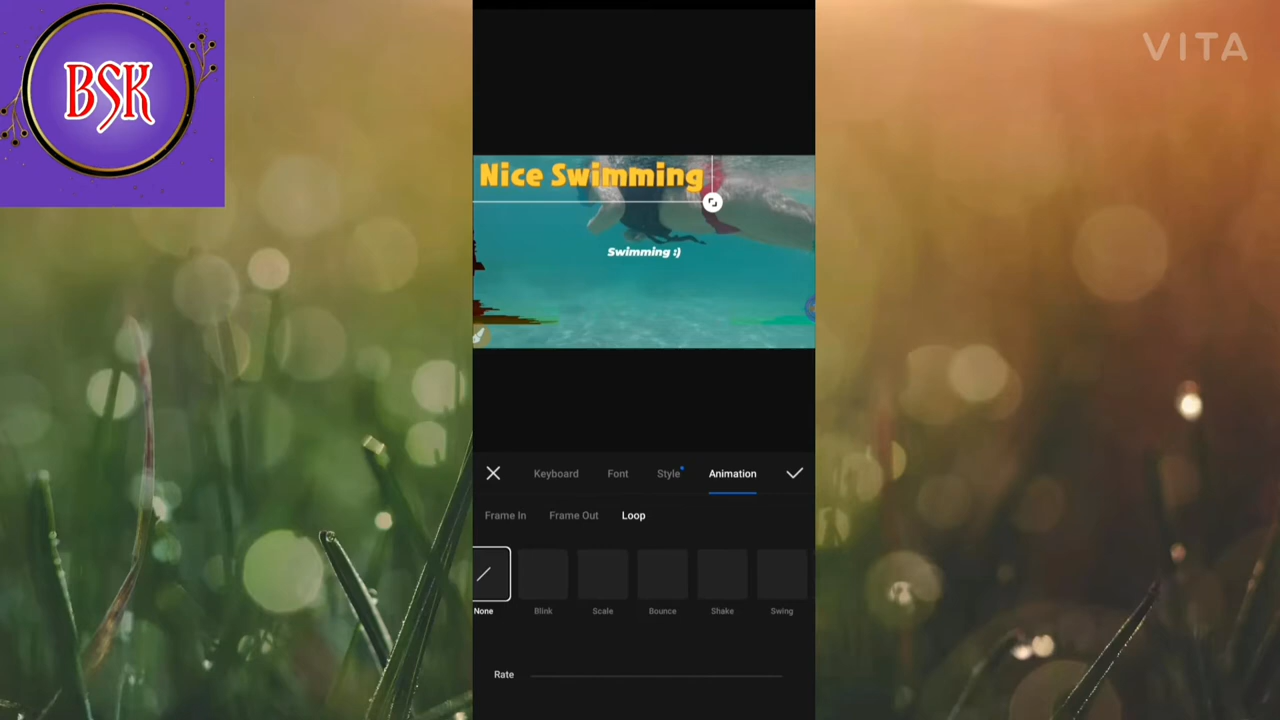 BSK
VITA
Nice Swimming
Swimming :)
Keyboard Font Style Animation
Frame In Frame Out Loop
None Blink Scale Bounce Shake Swing
Rate